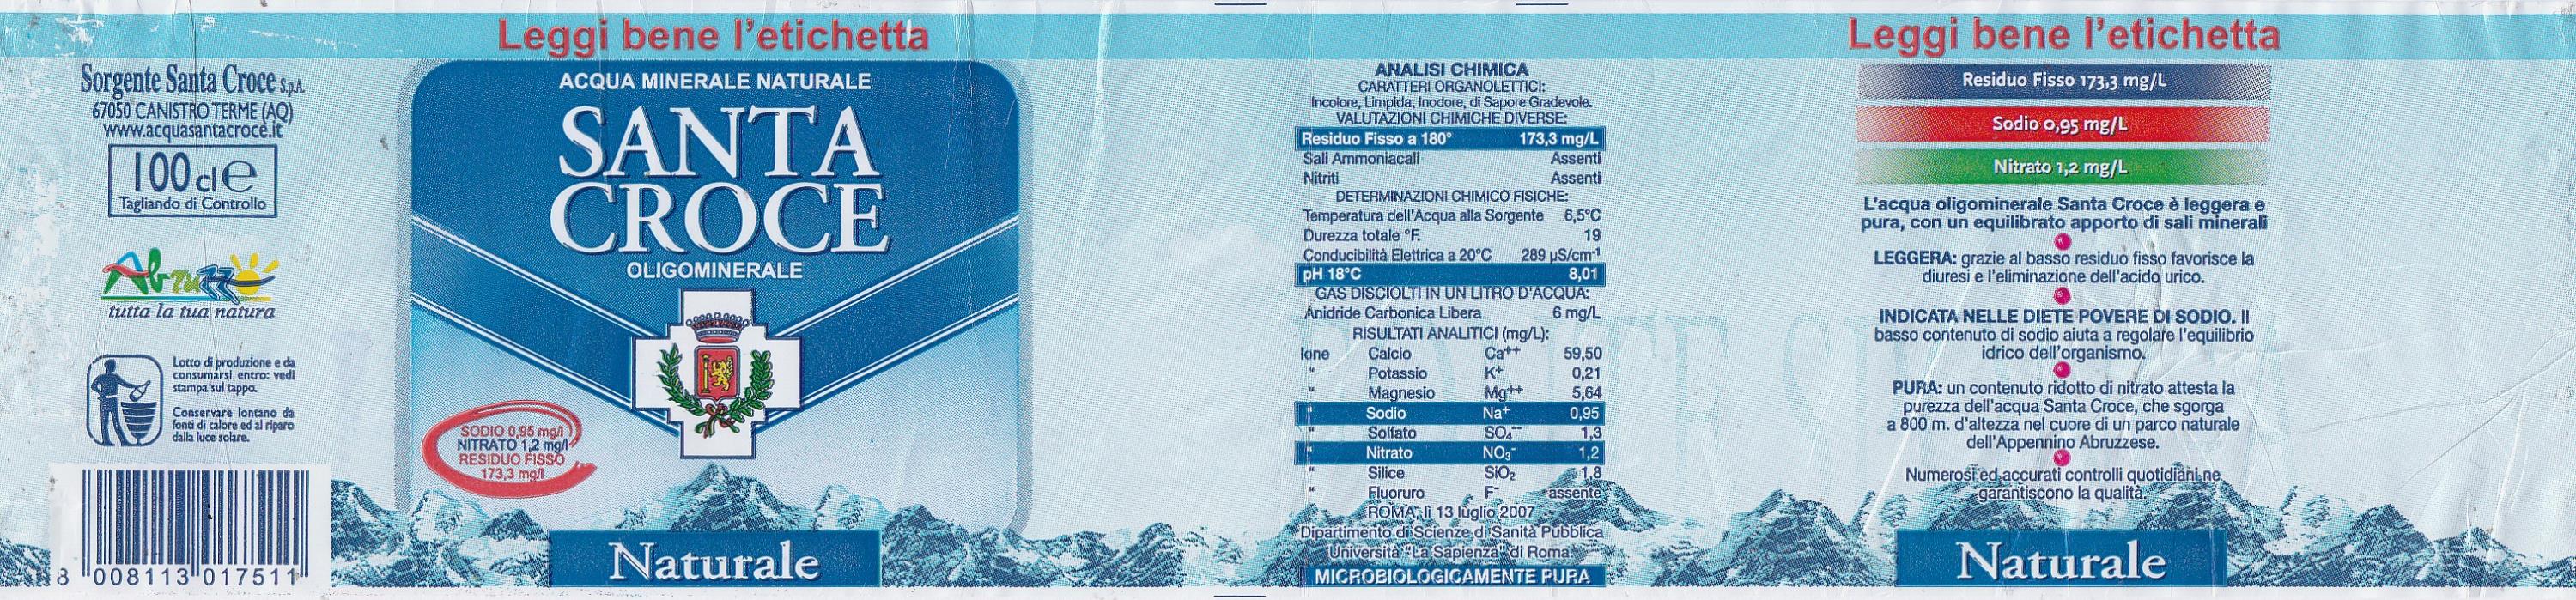 Leggi bene l'etichetta
Sorgente Santa Croce S.p.A.
67050 CANISTRO TERME (AQ)
www.acquasantacroce.it
100 cl e
Tagliando di Controllo
Abruzzo
tutta la tua natura
Lotto di produzione e da
consumarsi entro: vedi
stampa sul tappo.
Conservare lontano da
fonti di calore ed al riparo
dalla luce solare.
8 008113 017511
ACQUA MINERALE NATURALE
SANTA
CROCE
OLIGOMINERALE
SODIO 0,95 mg/l
NITRATO 1,2 mg/l
RESIDUO FISSO
173,3 mg/l
Naturale
ANALISI CHIMICA
CARATTERI ORGANOLETTICI:
Incolore, Limpida, Inodore, di Sapore Gradevole.
VALUTAZIONI CHIMICHE DIVERSE:
Residuo Fisso a 180° 173,3 mg/L
Sali Ammoniacali Assenti
Nitriti Assenti
DETERMINAZIONI CHIMICO FISICHE:
Temperatura dell'Acqua alla Sorgente 6,5°C
Durezza totale °F. 19
Conducibilità Elettrica a 20°C 289 µS/cm⁻¹
pH 18°C 8,01
GAS DISCIOLTI IN UN LITRO D'ACQUA:
Anidride Carbonica Libera 6 mg/L
RISULTATI ANALITICI (mg/L):
Ione Calcio Ca⁺⁺ 59,50
" Potassio K⁺ 0,21
" Magnesio Mg⁺⁺ 5,64
" Sodio Na⁺ 0,95
" Solfato SO₄⁻⁻ 1,3
" Nitrato NO₃⁻ 1,2
" Silice SiO₂ 1,8
" Fluoruro F⁻ assente
ROMA, lì 13 luglio 2007
Dipartimento di Scienze di Sanità Pubblica
Università "La Sapienza" di Roma.
MICROBIOLOGICAMENTE PURA
Leggi bene l'etichetta
Residuo Fisso 173,3 mg/L
Sodio 0,95 mg/L
Nitrato 1,2 mg/L
L'acqua oligominerale Santa Croce è leggera e
pura, con un equilibrato apporto di sali minerali
LEGGERA: grazie al basso residuo fisso favorisce la
diuresi e l'eliminazione dell'acido urico.
INDICATA NELLE DIETE POVERE DI SODIO. Il
basso contenuto di sodio aiuta a regolare l'equilibrio
idrico dell'organismo.
PURA: un contenuto ridotto di nitrato attesta la
purezza dell'acqua Santa Croce, che sgorga
a 800 m. d'altezza nel cuore di un parco naturale
dell'Appennino Abruzzese.
Numerosi ed accurati controlli quotidiani ne
garantiscono la qualità.
Naturale